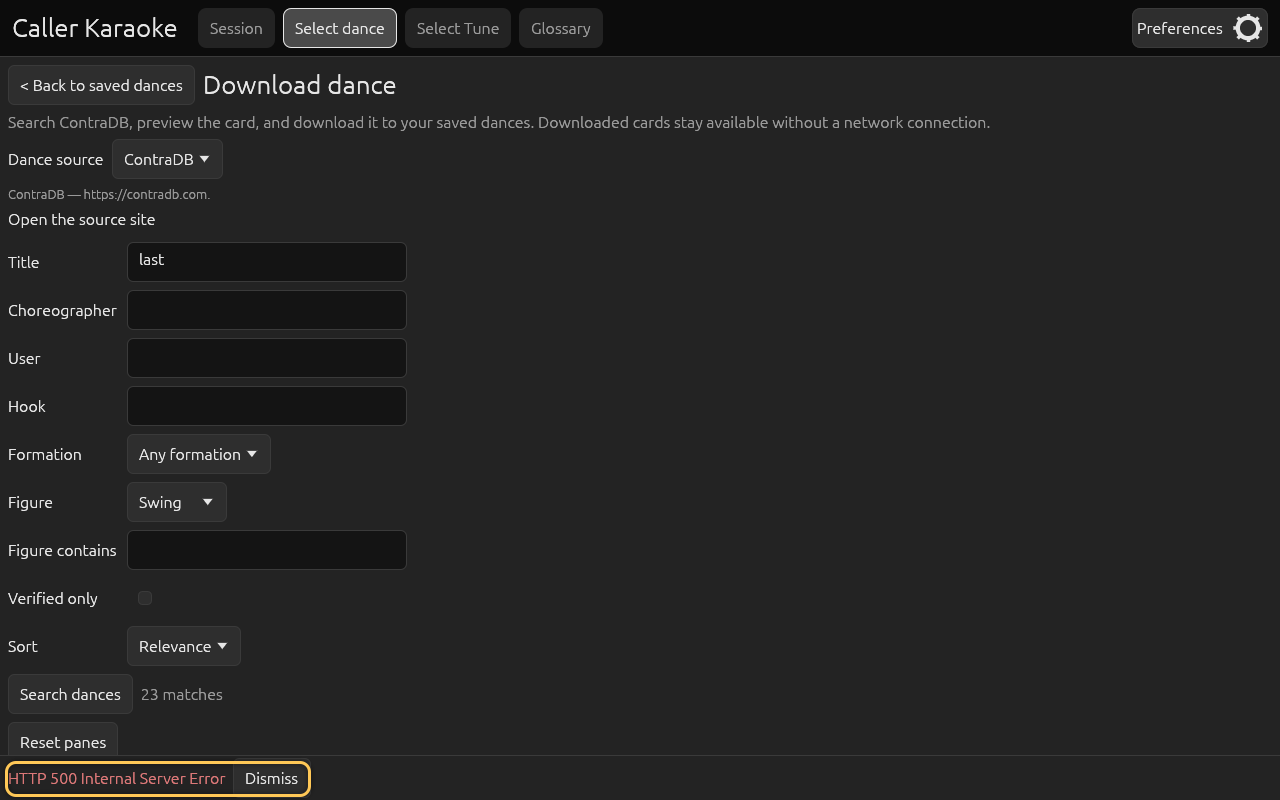 Caller Karaoke Session Select dance Select Tune Glossary Preferences
< Back to saved dances Download dance
Search ContraDB, preview the card, and download it to your saved dances. Downloaded cards stay available without a network connection.
Dance source ContraDB
ContraDB — https://contradb.com.
Open the source site
Title last
Choreographer
User
Hook
Formation Any formation
Figure Swing
Figure contains
Verified only
Sort Relevance
Search dances 23 matches
Reset panes
HTTP 500 Internal Server Error Dismiss